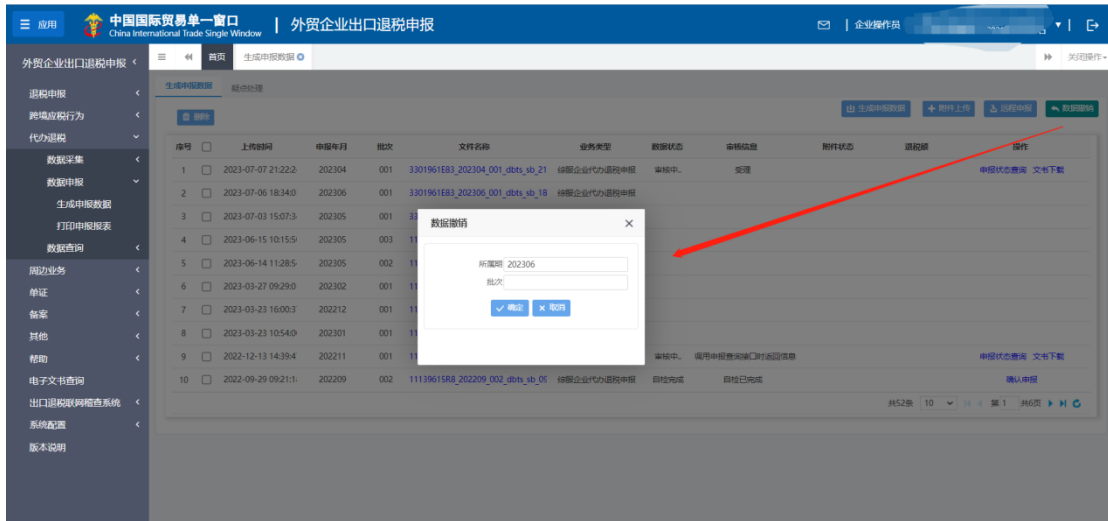 应用
中国国际贸易单一窗口
China International Trade Single Window
外贸企业出口退税申报
企业操作员
外贸企业出口退税申报
首页 生成申报数据
关闭操作
退税申报
跨境应税行为
代办退税
数据采集
数据申报
生成申报数据
打印申报报表
数据查询
周边业务
单证
备案
其他
帮助
电子文书查询
出口退税联网稽查系统
系统配置
版本说明
生成申报数据 疑点处理
删除
生成申报数据 附件上传 远程申报 数据撤销
序号 上传时间 申报年月 批次 文件名称 业务类型 数据状态 审核信息 附件状态 退税额 操作
1 2023-07-07 21:22:2 202304 001 3301961E83_202304_001_dbts_sb_21 综服企业代办退税申报 审核中.. 受理 申报状态查询 文书下载
2 2023-07-06 18:34:0 202306 001 3301961E83_202306_001_dbts_sb_18 综服企业代办退税申报
3 2023-07-03 15:07:3 202305 001 33
4 2023-06-15 10:15:5 202305 003 11
5 2023-06-14 11:28:5 202305 002 11
6 2023-03-27 09:29:0 202302 001 11
7 2023-03-23 16:00:3 202212 001 11
8 2023-03-23 10:54:0 202301 001 11
9 2022-12-13 14:39:4 202211 001 11 审核中.. 调用申报查询接口时返回信息 申报状态查询 文书下载
10 2022-09-29 09:21:1 202209 002 11139615R8_202209_002_dbts_sb_09 综服企业代办退税申报 自检完成 自检已完成 确认申报
数据撤销
所属期 202306
批次
确定 取消
共52条 10 第 1 共6页